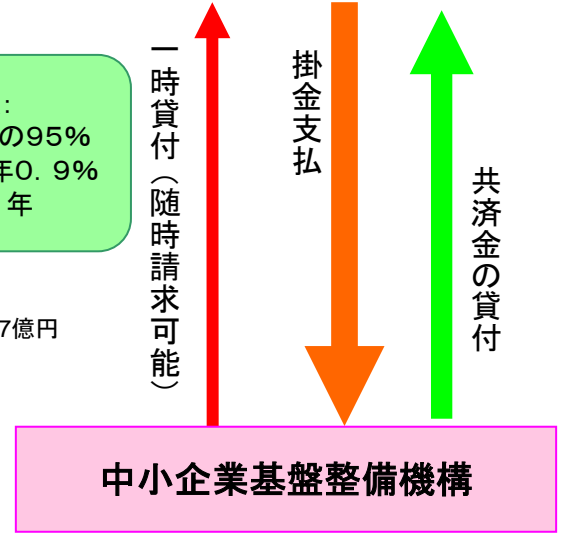 ：
の95%
年0．9%
年
7億円
一時貸付（随時請求可能）
掛金支払
共済金の貸付
中小企業基盤整備機構